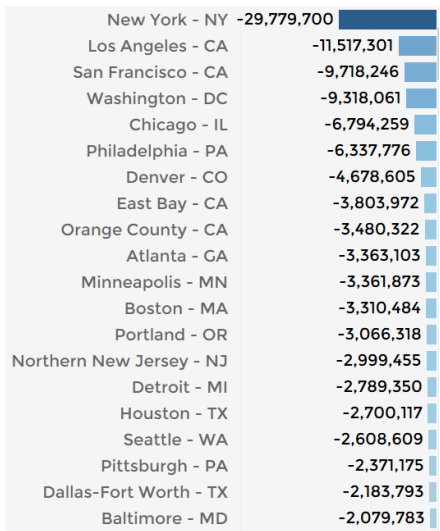 New York - NY -29,779,700
Los Angeles - CA -11,517,301
San Francisco - CA -9,718,246
Washington - DC -9,318,061
Chicago - IL -6,794,259
Philadelphia - PA -6,337,776
Denver - CO -4,678,605
East Bay - CA -3,803,972
Orange County - CA -3,480,322
Atlanta - GA -3,363,103
Minneapolis - MN -3,361,873
Boston - MA -3,310,484
Portland - OR -3,066,318
Northern New Jersey - NJ -2,999,455
Detroit - MI -2,789,350
Houston - TX -2,700,117
Seattle - WA -2,608,609
Pittsburgh - PA -2,371,175
Dallas-Fort Worth - TX -2,183,793
Baltimore - MD -2,079,783